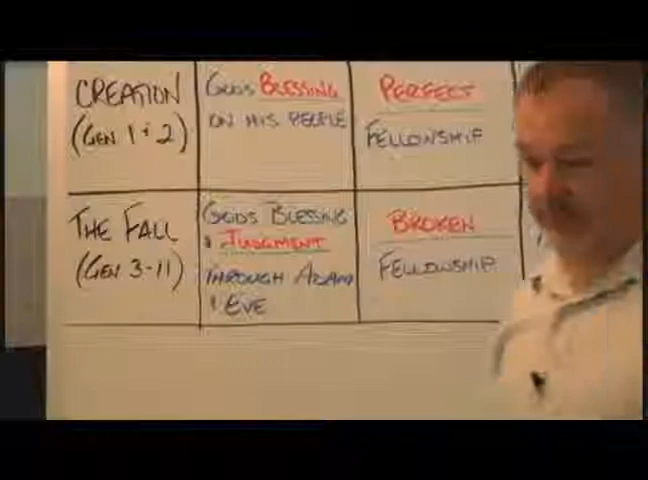 CREATION
(GEN 1 & 2)
GODS BLESSING
ON HIS PEOPLE
PERFECT
FELLOWSHIP
THE FALL
(GEN 3-11)
GODS BLESSING
& JUDGMENT
THROUGH ADAM
& EVE
BROKEN
FELLOWSHIP